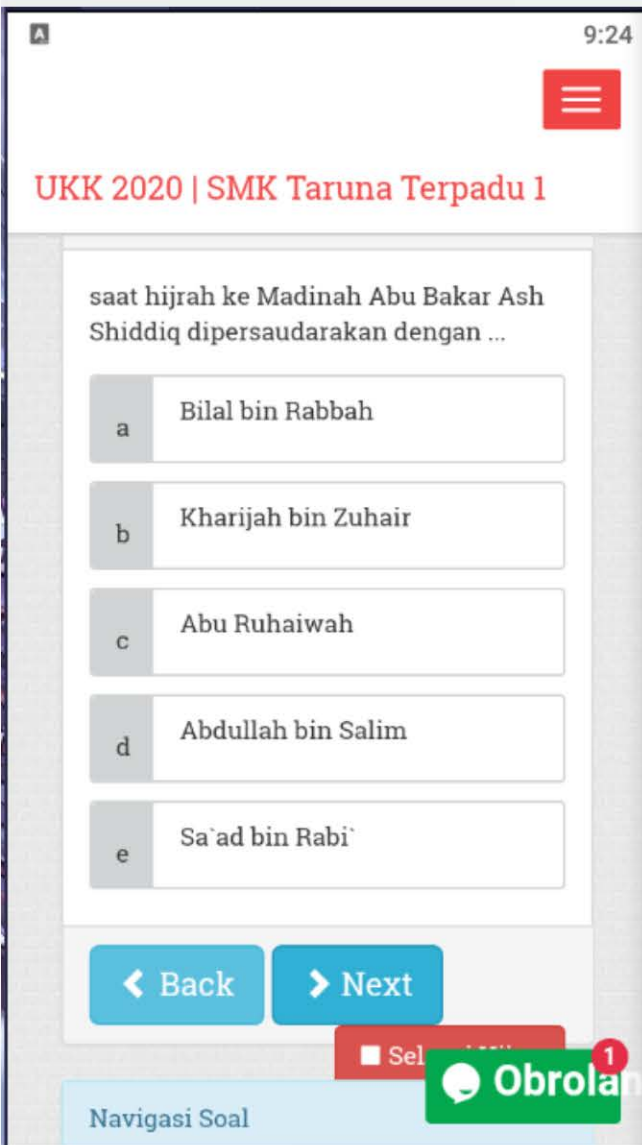 A
9:24
UKK 2020 | SMK Taruna Terpadu 1
saat hijrah ke Madinah Abu Bakar Ash
Shiddiq dipersaudarakan dengan ...
a
Bilal bin Rabbah
b
Kharijah bin Zuhair
c
Abu Ruhaiwah
d
Abdullah bin Salim
e
Sa`ad bin Rabi`
Back
Next
1
Obrolan
Navigasi Soal